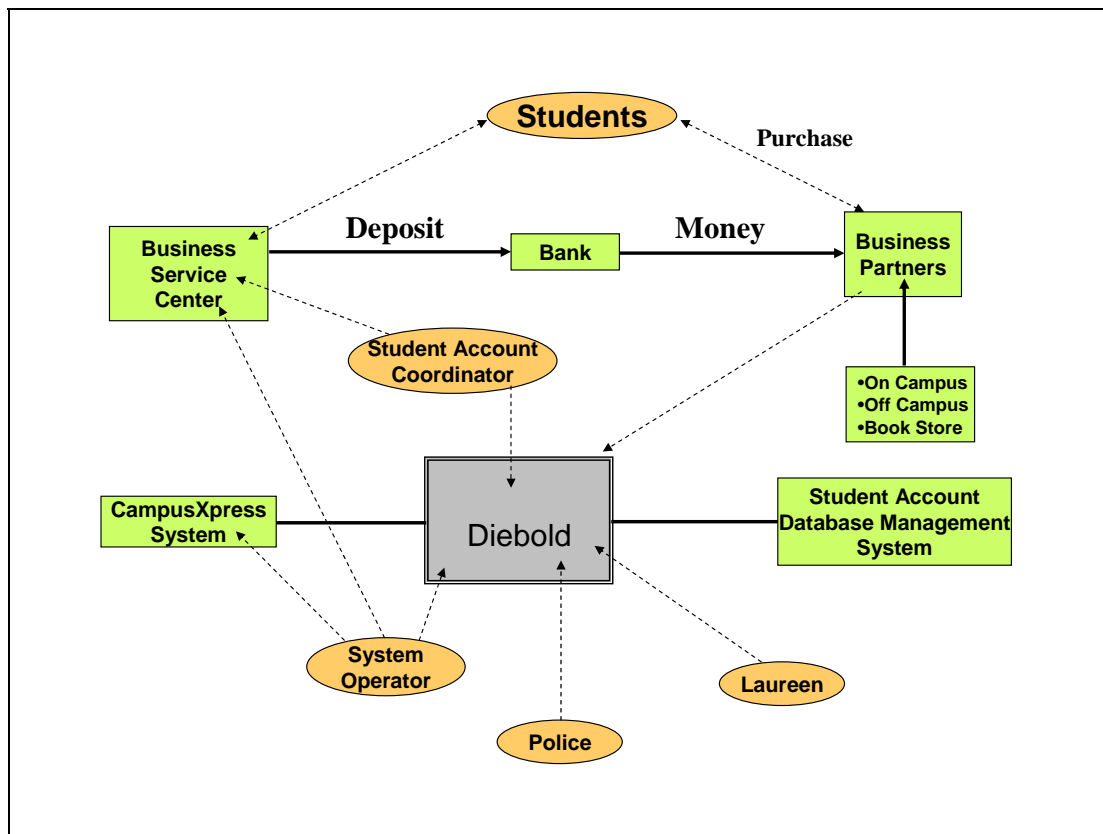 Students
Purchase
Deposit
Money
Business
Service
Center
Bank
Business
Partners
Student Account
Coordinator
•On Campus
•Off Campus
•Book Store
CampusXpress
System
Diebold
Student Account
Database Management
System
System
Operator
Laureen
Police